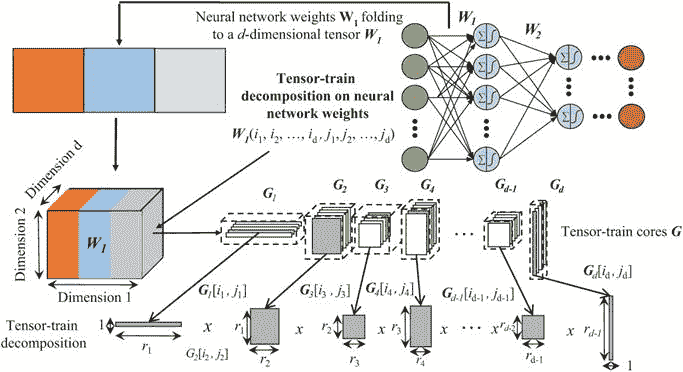 Neural network weights W1 folding
to a d-dimensional tensor W1
W1
W2
Tensor-train
decomposition on neural
network weights
W1(i1, i2, …, id, j1, j2, …, jd)
Dimension d
Dimension 2
W1
Dimension 1
G1
G2
G3
G4
Gd-1
Gd
Tensor-train cores G
G1[i1, j1]
G3[i3, j3]
G4[i4, j4]
Gd-1[id-1, jd-1]
Gd[id, jd]
Tensor-train
decomposition
1
r1
x
G2[i2, j2]
r1
r2
x
r2
r3
x
r3
r4
x
x
rd-2
rd-1
x
rd-1
1